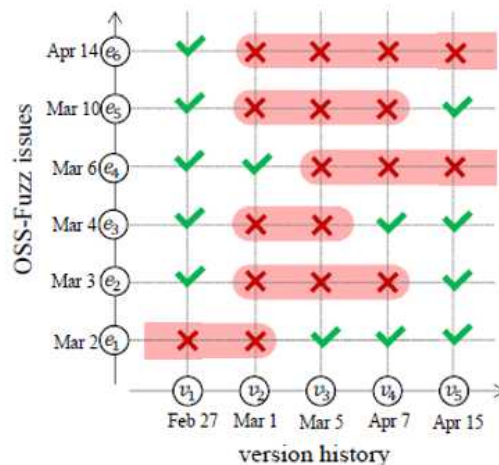 OSS-Fuzz issues
Apr 14 e6
Mar 10 e5
Mar 6 e4
Mar 4 e3
Mar 3 e2
Mar 2 e1
v1 v2 v3 v4 v5
Feb 27 Mar 1 Mar 5 Apr 7 Apr 15
version history